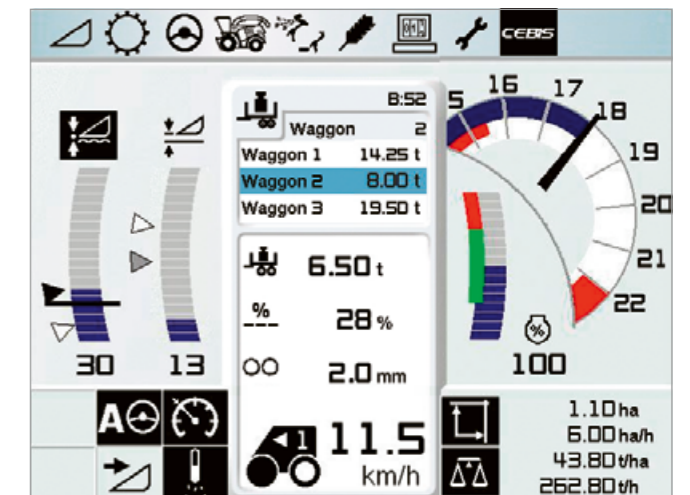 CEBIS
8:52
Waggon 2
Waggon 1 14.25 t
Waggon 2 8.00 t
Waggon 3 19.50 t
6.50 t
% 28 %
2.0 mm
1 11.5
km/h
30
13
5 16 17 18 19 20 21 22
%
100
A
1.10 ha
6.00 ha/h
43.80 t/ha
262.80 t/h